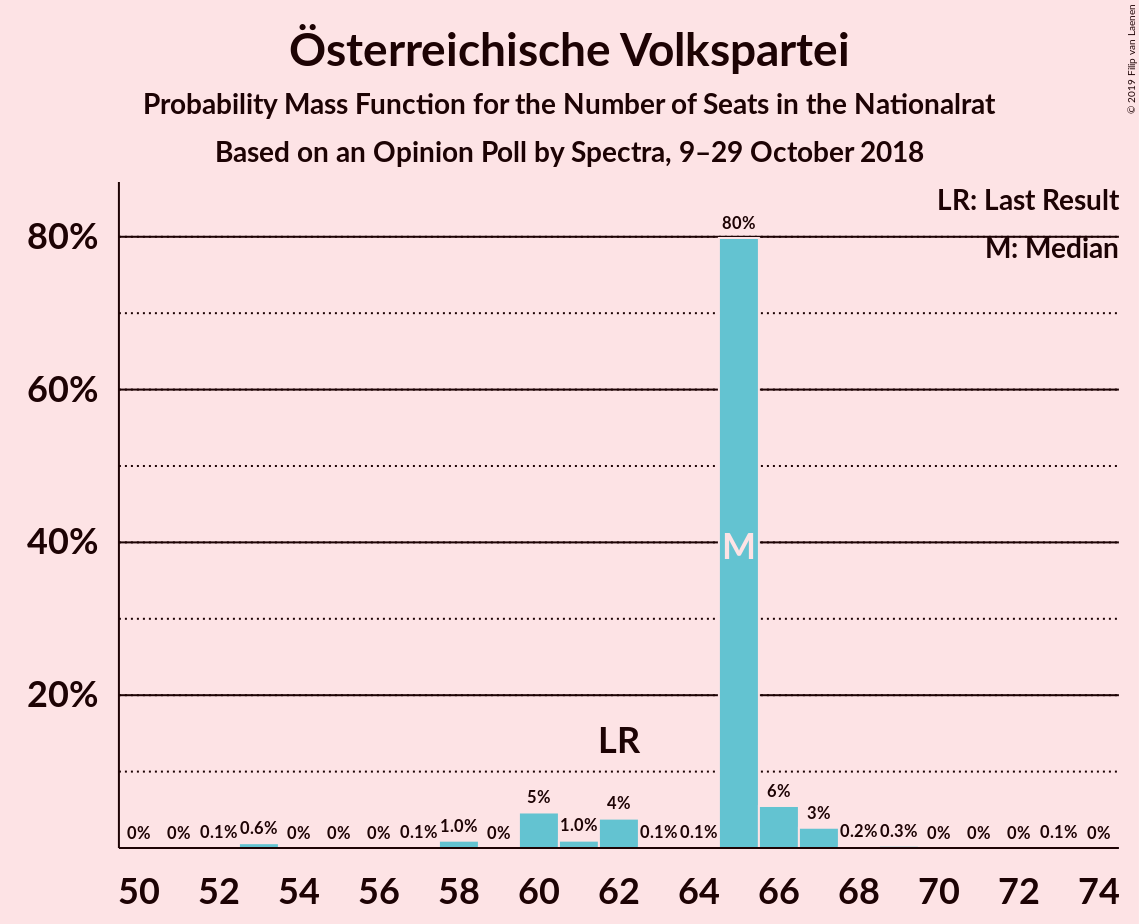 Österreichische Volkspartei
Probability Mass Function for the Number of Seats in the Nationalrat
Based on an Opinion Poll by Spectra, 9–29 October 2018
© 2019 Filip van Laenen
LR: Last Result
M: Median
80%
60%
40%
20%
0% 0% 0.1% 0.6% 0% 0% 0% 0.1% 1.0% 0% 5% 1.0% 4% 0.1% 0.1% 80% 6% 3% 0.2% 0.3% 0% 0% 0% 0.1% 0%
LR
M
50 52 54 56 58 60 62 64 66 68 70 72 74